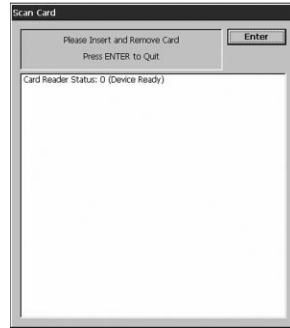 Scan Card
Please Insert and Remove Card
Enter
Press ENTER to Quit
Card Reader Status: 0 (Device Ready)